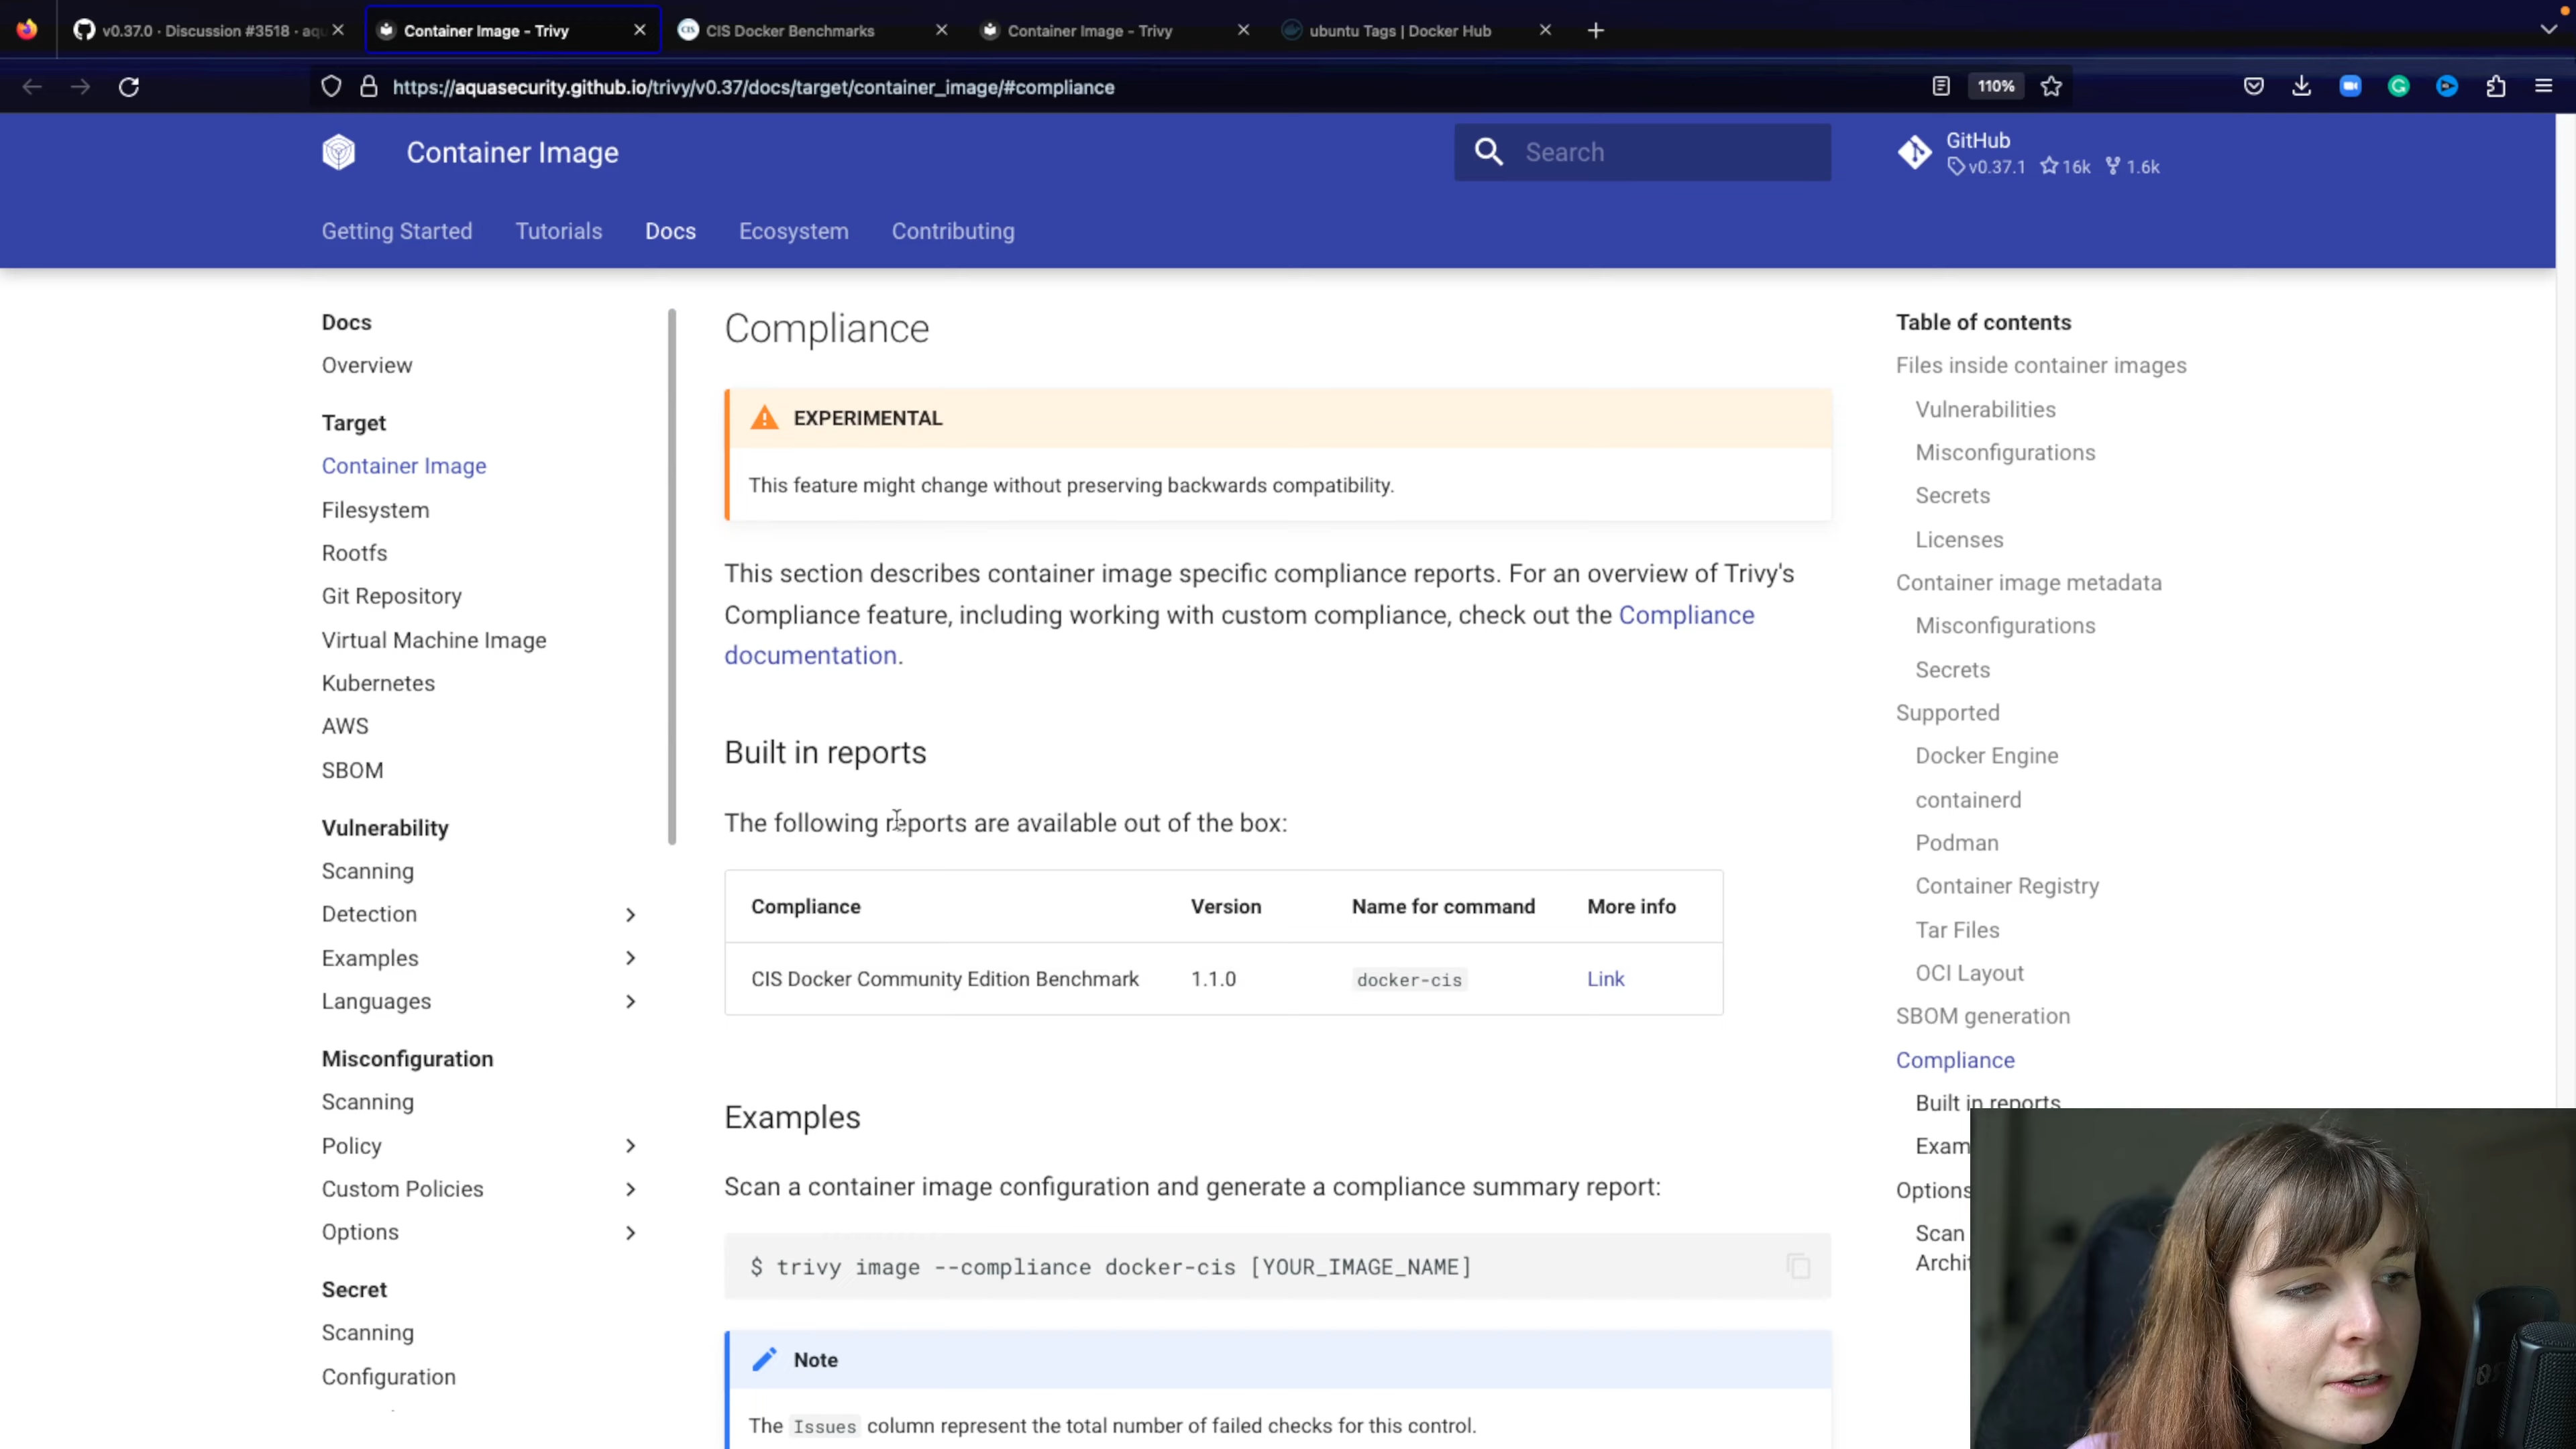 v0.37.0 · Discussion #3518 · aqu
Container Image - Trivy
CIS Docker Benchmarks
Container Image - Trivy
ubuntu Tags | Docker Hub
https://aquasecurity.github.io/trivy/v0.37/docs/target/container_image/#compliance
110%
Container Image
Search
GitHub
v0.37.1 16k 1.6k
Getting Started Tutorials Docs Ecosystem Contributing
Docs
Overview
Target
Container Image
Filesystem
Rootfs
Git Repository
Virtual Machine Image
Kubernetes
AWS
SBOM
Vulnerability
Scanning
Detection
Examples
Languages
Misconfiguration
Scanning
Policy
Custom Policies
Options
Secret
Scanning
Configuration
Compliance
EXPERIMENTAL
This feature might change without preserving backwards compatibility.
This section describes container image specific compliance reports. For an overview of Trivy's
Compliance feature, including working with custom compliance, check out the Compliance
documentation.
Built in reports
The following reports are available out of the box:
Compliance Version Name for command More info
CIS Docker Community Edition Benchmark 1.1.0 docker-cis Link
Examples
Scan a container image configuration and generate a compliance summary report:
$ trivy image --compliance docker-cis [YOUR_IMAGE_NAME]
Note
The Issues column represent the total number of failed checks for this control.
Table of contents
Files inside container images
Vulnerabilities
Misconfigurations
Secrets
Licenses
Container image metadata
Misconfigurations
Secrets
Supported
Docker Engine
containerd
Podman
Container Registry
Tar Files
OCI Layout
SBOM generation
Compliance
Built in reports
Exam
Options
Scan
Archit